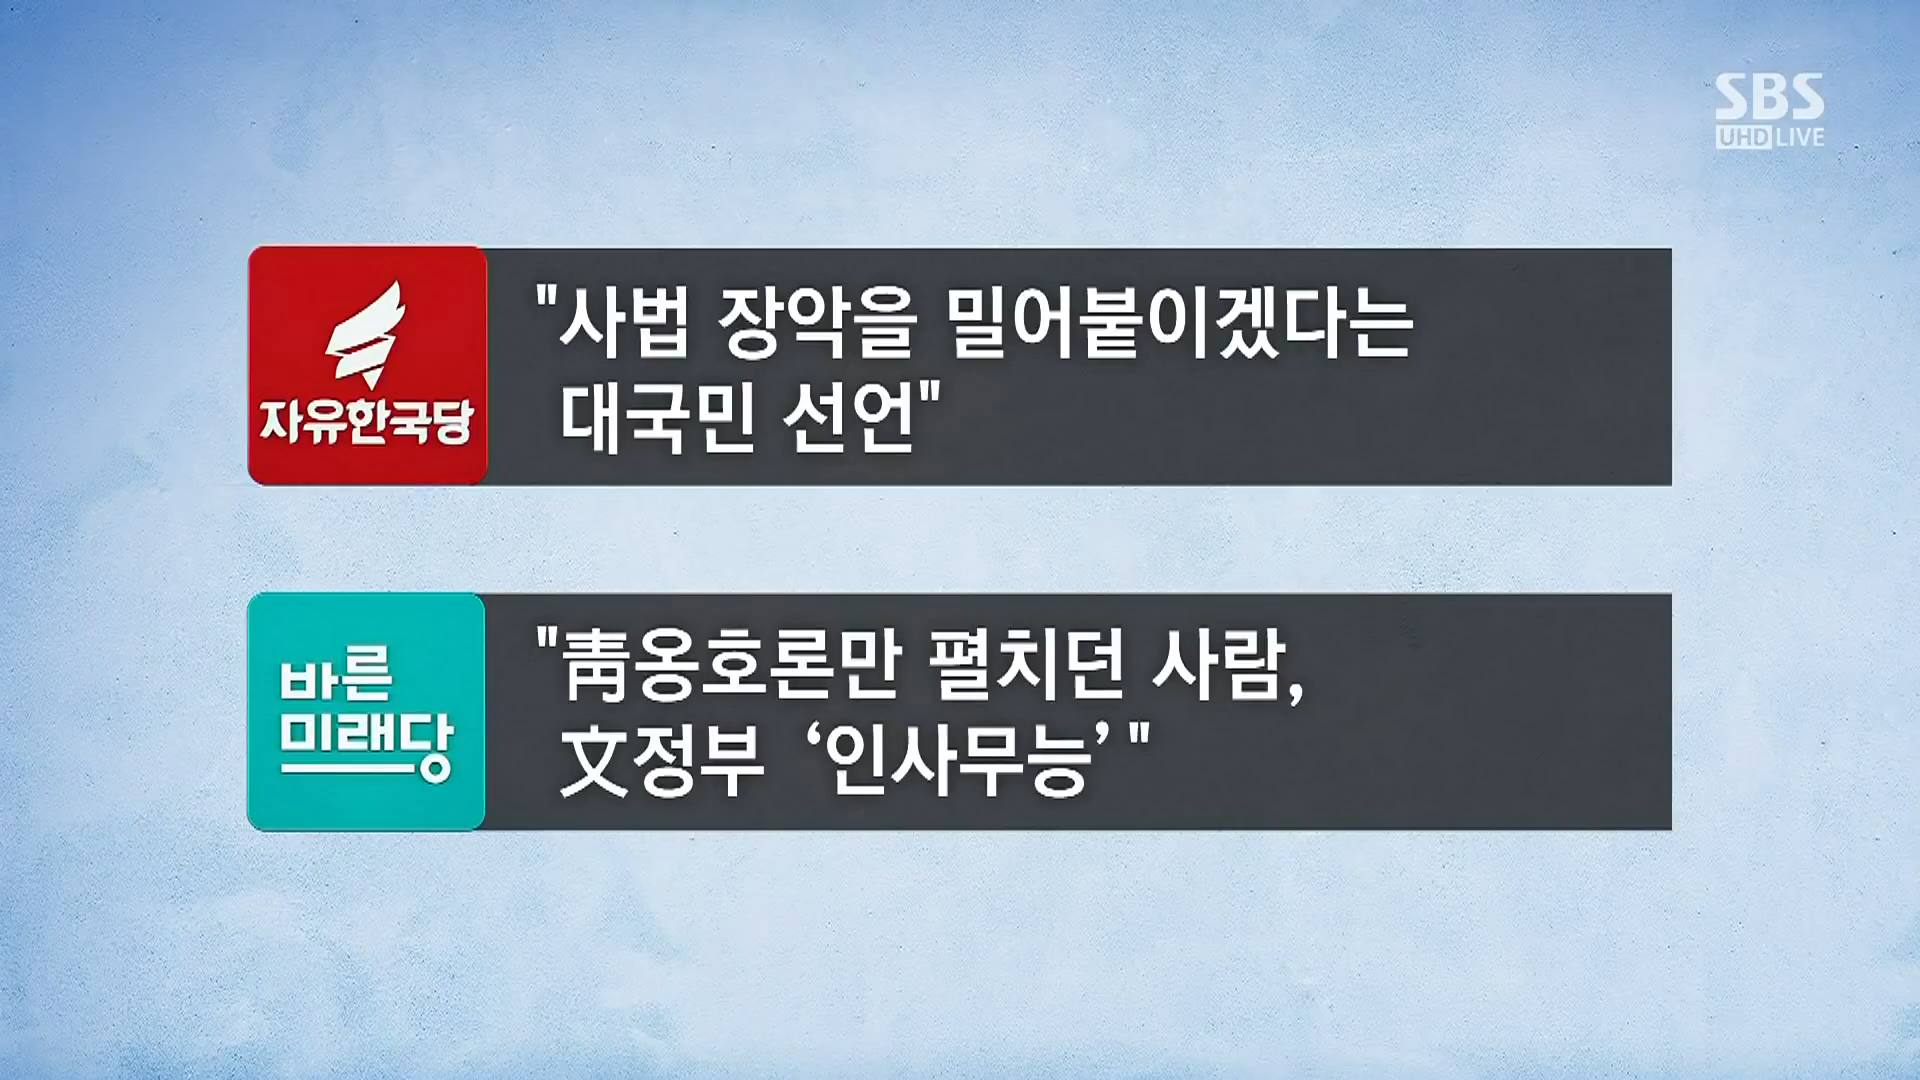 SBS
UHD LIVE
자유한국당
"사법 장악을 밀어붙이겠다는
대국민 선언"
바른
미래당
"靑옹호론만 펼치던 사람,
文정부 ‘인사무능’"